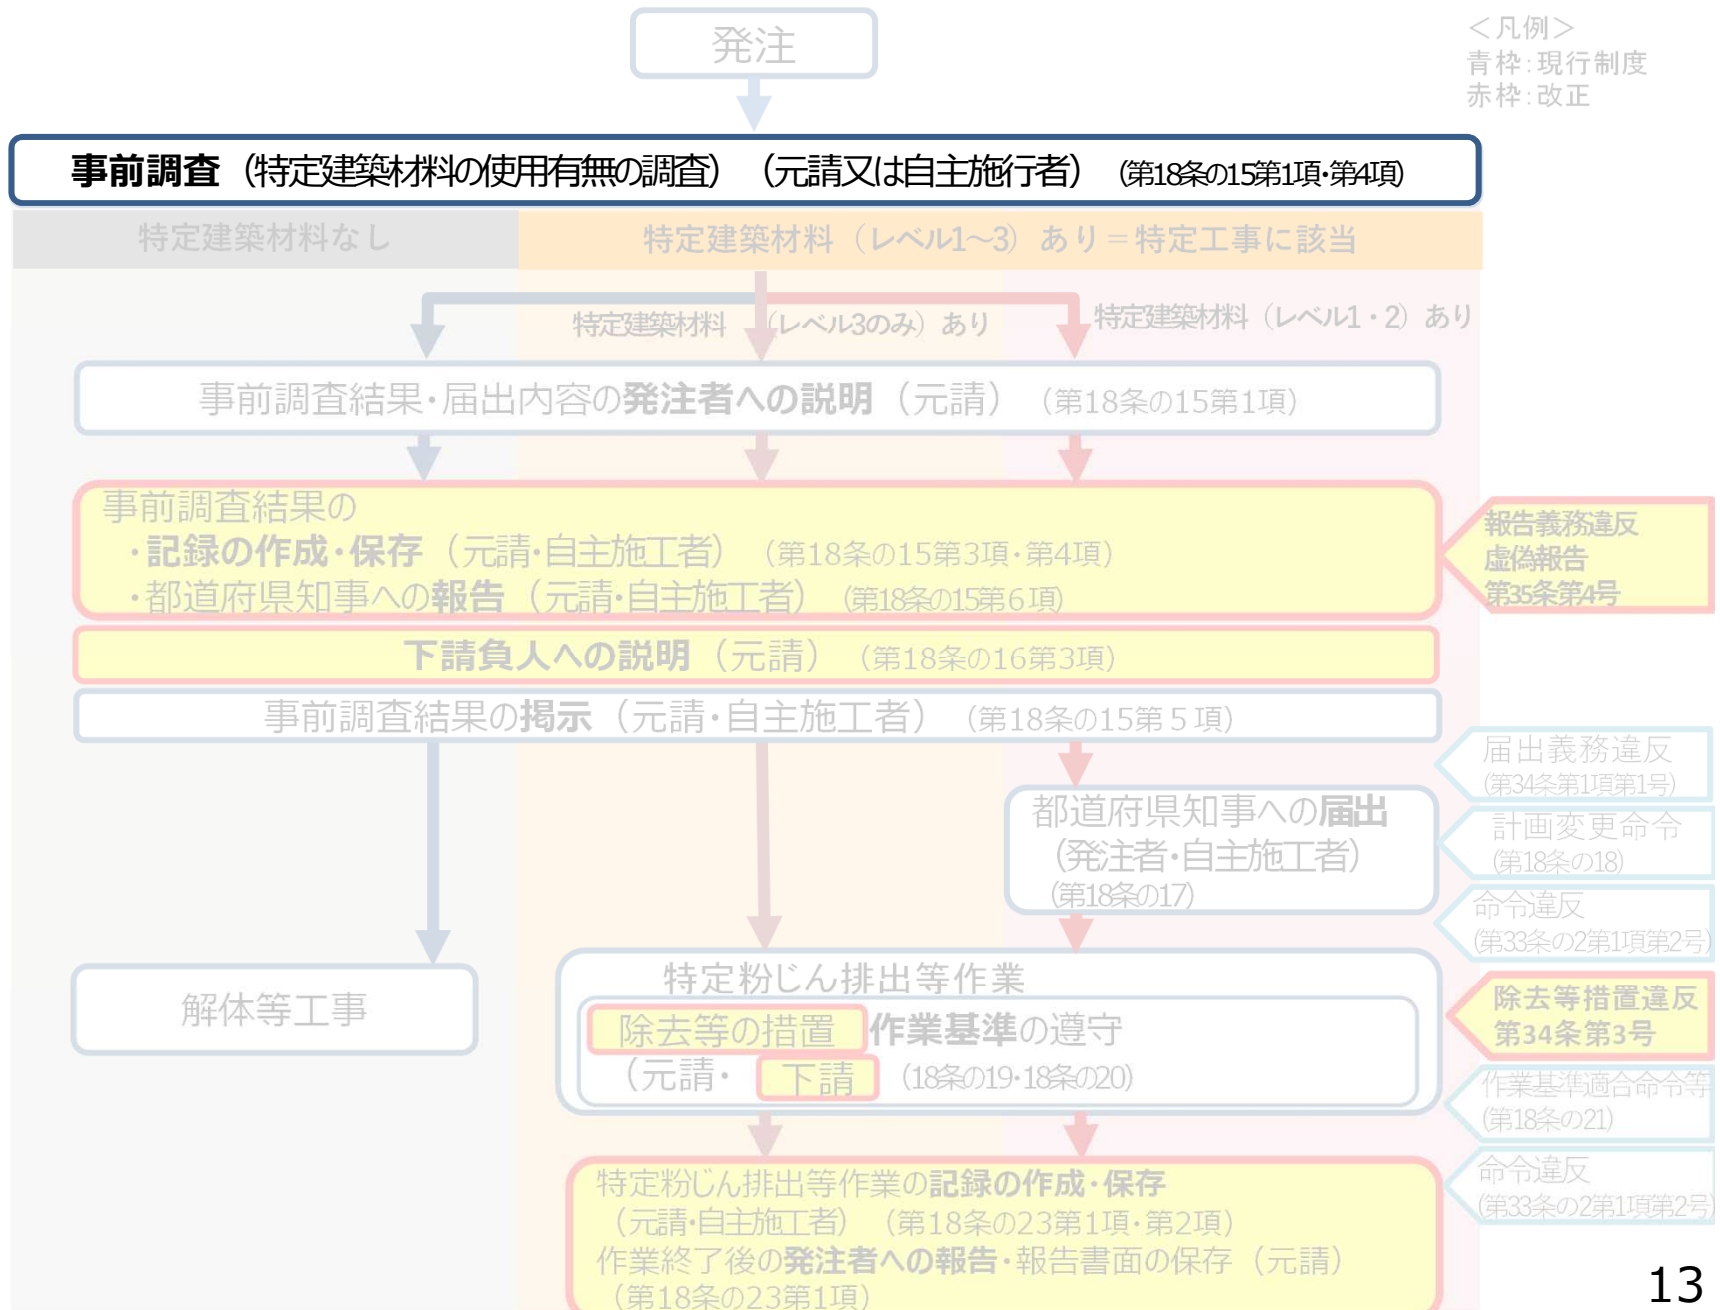 発注
＜凡例＞
青枠:現行制度
赤枠:改正
事前調査（特定建築材料の使用有無の調査）（元請又は自主施行者）（第18条の15第1項・第4項）
特定建築材料なし
特定建築材料（レベル1～3）あり＝特定工事に該当
特定建築材料（レベル3のみ）あり
特定建築材料（レベル1・2）あり
事前調査結果・届出内容の発注者への説明（元請）（第18条の15第1項）
事前調査結果の
・記録の作成・保存（元請・自主施工者）（第18条の15第3項・第4項）
・都道府県知事への報告（元請・自主施工者）（第18条の15第６項）
報告義務違反
虚偽報告
第35条第4号
下請負人への説明（元請）（第18条の16第3項）
事前調査結果の掲示（元請・自主施工者）（第18条の15第５項）
届出義務違反
(第34条第1項第1号)
都道府県知事への届出
（発注者・自主施工者）
(第18条の17)
計画変更命令
(第18条の18)
命令違反
(第33条の2第1項第2号)
解体等工事
特定粉じん排出等作業
除去等の措置 作業基準の遵守
（元請・ 下請 （18条の19・18条の20）
除去等措置違反
第34条第3号
作業基準適合命令等
(第18条の21)
命令違反
(第33条の2第1項第2号)
特定粉じん排出等作業の記録の作成・保存
（元請・自主施工者）（第18条の23第1項・第2項）
作業終了後の発注者への報告・報告書面の保存（元請）
（第18条の23第1項）
13